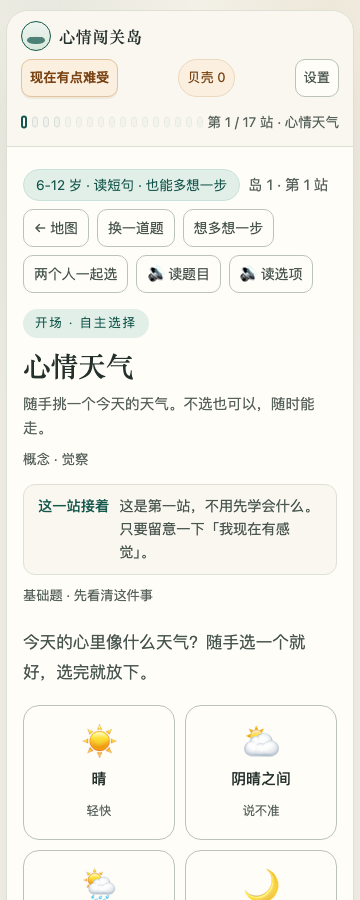 心情闯关岛
现在有点难受
贝壳 0
设置
第 1 / 17 站 · 心情天气
6-12 岁 · 读短句 · 也能多想一步
岛 1 · 第 1 站
← 地图
换一道题
想多想一步
两个人一起选
读题目
读选项
开场 · 自主选择
心情天气
随手挑一个今天的天气。不选也可以，随时能
走。
概念 · 觉察
这一站接着
这是第一站，不用先学会什么。
只要留意一下「我现在有感
觉」。
基础题 · 先看清这件事
今天的心里像什么天气？随手选一个就
好，选完就放下。
晴
轻快
阴晴之间
说不准